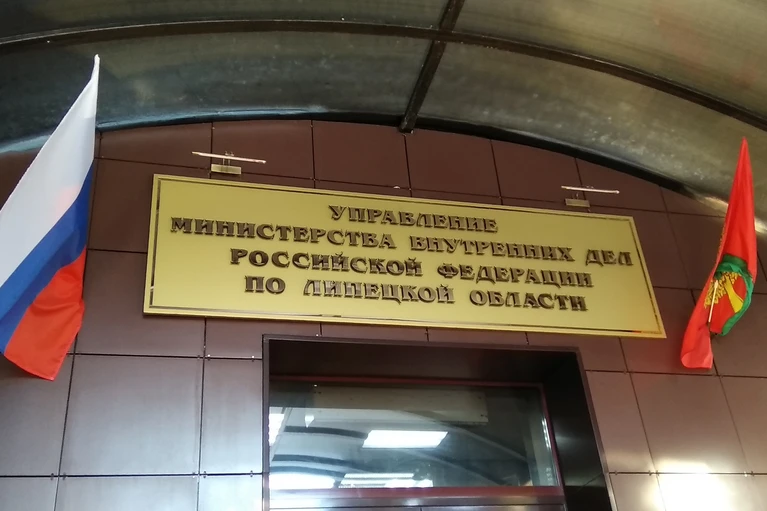 УПРАВЛЕНИЕ
МИНИСТЕРСТВА ВНУТРЕННИХ ДЕЛ
РОССИЙСКОЙ ФЕДЕРАЦИИ
ПО ЛИПЕЦКОЙ ОБЛАСТИ